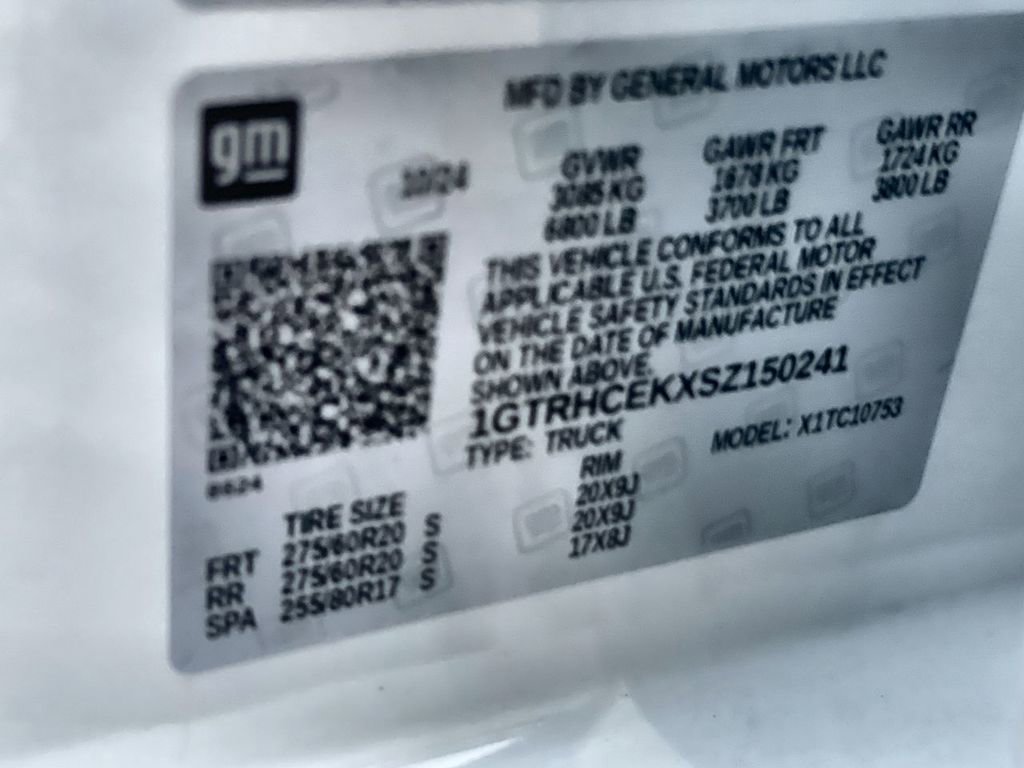 gm
MFD BY GENERAL MOTORS LLC
10/24
GVWR GAWR FRT GAWR RR
3085 KG 1678 KG 1724 KG
6800 LB 3700 LB 3800 LB
THIS VEHICLE CONFORMS TO ALL
APPLICABLE U.S. FEDERAL MOTOR
VEHICLE SAFETY STANDARDS IN EFFECT
ON THE DATE OF MANUFACTURE
SHOWN ABOVE.
1GTRHCEKXSZ150241
TYPE: TRUCK MODEL: X1TC10753
TIRE SIZE RIM
FRT 275/60R20 S 20X9J
RR 275/60R20 S 20X9J
SPA 255/80R17 S 17X8J